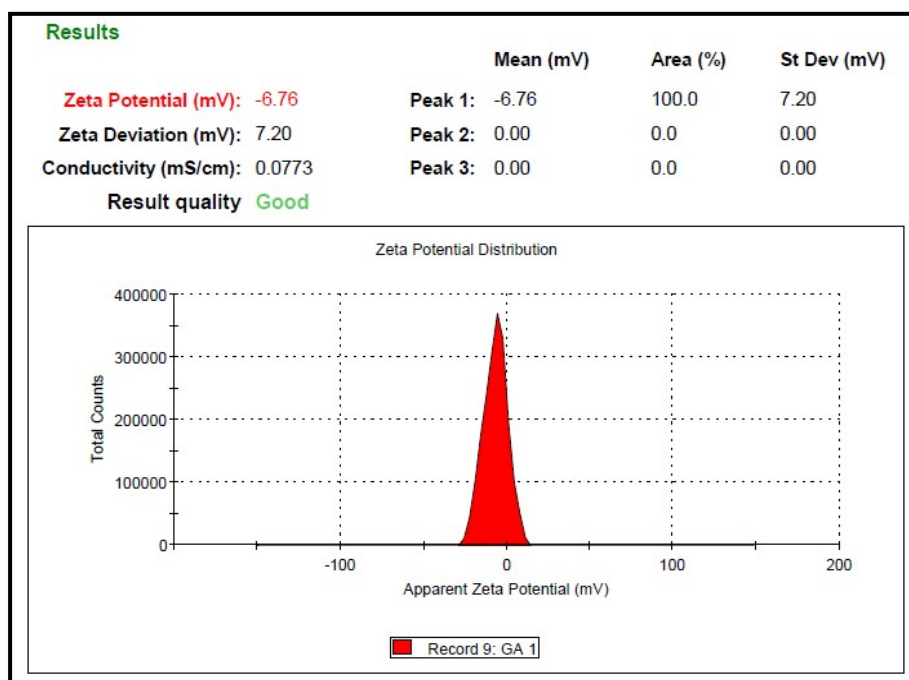 Results
Mean (mV) Area (%) St Dev (mV)
Zeta Potential (mV): -6.76 Peak 1: -6.76 100.0 7.20
Zeta Deviation (mV): 7.20 Peak 2: 0.00 0.0 0.00
Conductivity (mS/cm): 0.0773 Peak 3: 0.00 0.0 0.00
Result quality Good
Zeta Potential Distribution
400000
300000
200000
100000
0
Total Counts
-100 0 100 200
Apparent Zeta Potential (mV)
Record 9: GA 1